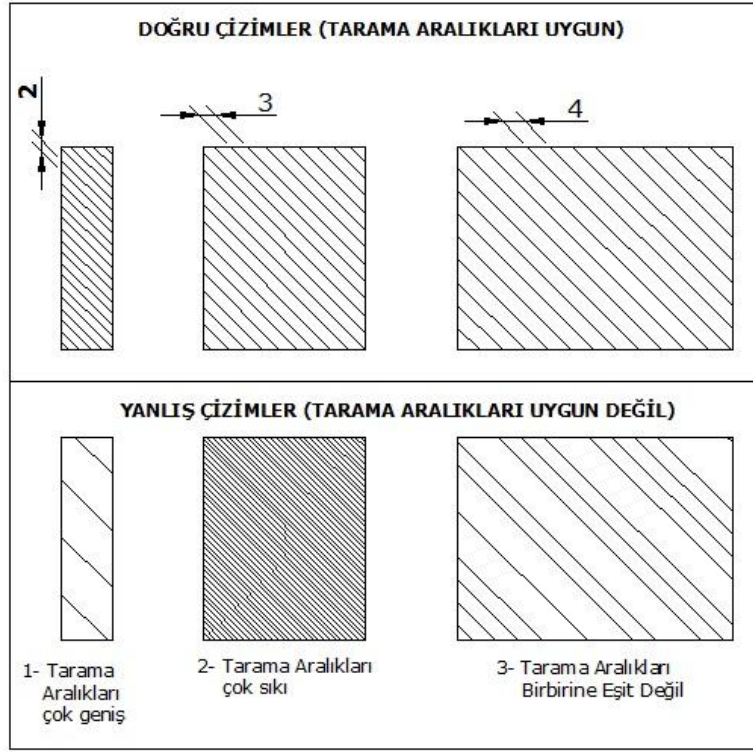 DOĞRU ÇİZİMLER (TARAMA ARALIKLARI UYGUN)
2
3
4
YANLIŞ ÇİZİMLER (TARAMA ARALIKLARI UYGUN DEĞİL)
1- Tarama
Aralıkları
çok geniş
2- Tarama Aralıkları
çok sıkı
3- Tarama Aralıkları
Birbirine Eşit Değil